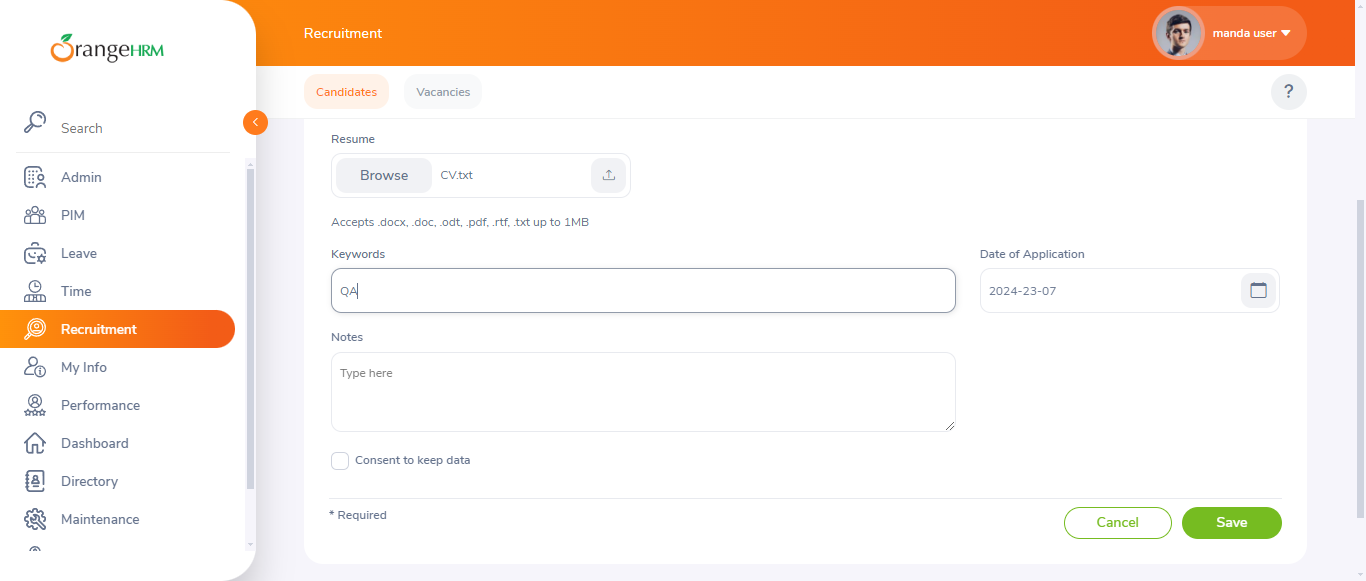 OrangeHRM
Recruitment
manda user
Candidates
Vacancies
?
Search
Admin
PIM
Leave
Time
Recruitment
My Info
Performance
Dashboard
Directory
Maintenance
Resume
Browse
CV.txt
Accepts .docx, .doc, .odt, .pdf, .rtf, .txt up to 1MB
Keywords
Date of Application
QA
2024-23-07
Notes
Type here
Consent to keep data
* Required
Cancel
Save